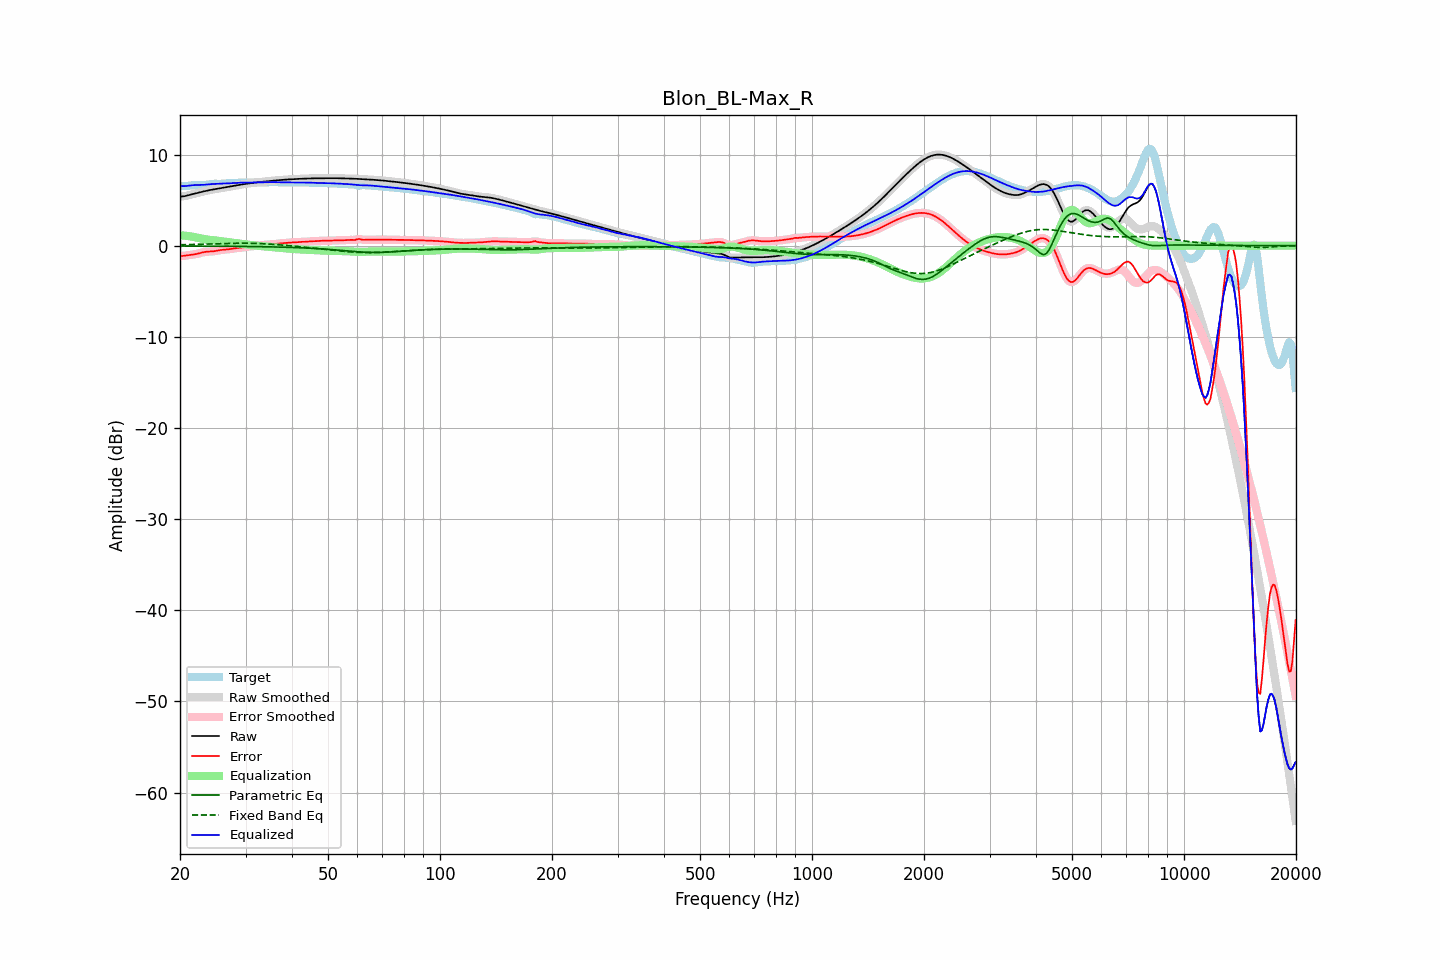 Blon_BL-Max_R
10
0
−10
−20
−30
−40
−50
−60
Amplitude (dBr)
Target
Raw Smoothed
Error Smoothed
Raw
Error
Equalization
Parametric Eq
Fixed Band Eq
Equalized
20 50 100 200 500 1000 2000 5000 10000 20000
Frequency (Hz)